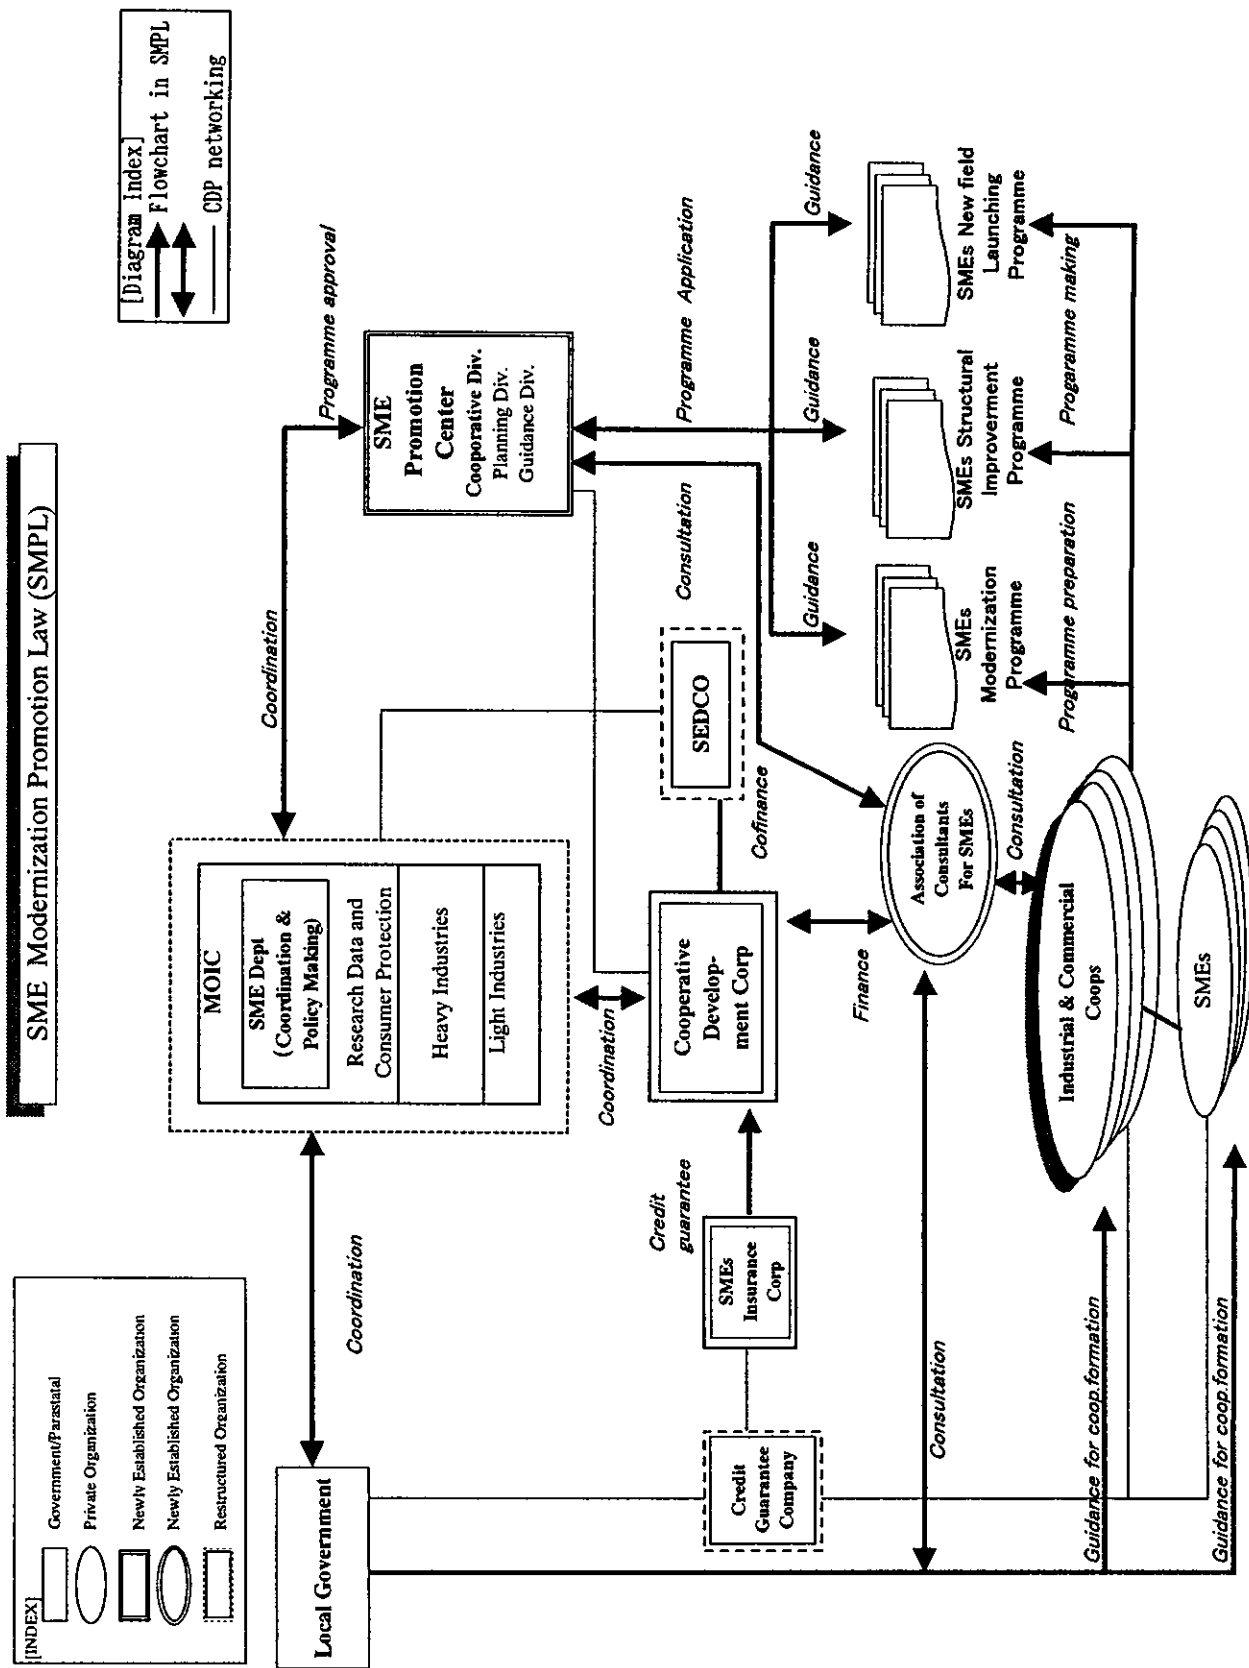 SME Modernization Promotion Law (SMPL)
[INDEX]
Government/Parastatal
Private Organization
Newly Established Organization
Newly Established Organization
Restructured Organization
[Diagram Index]
Flowchart in SMPL
CDP networking
Local Government
Coordination
MOIC
SME Dept
(Coordination &
Policy Making)
Research Data and
Consumer Protection
Heavy Industries
Light Industries
Coordination
Programme approval
SME
Promotion
Center
Cooporative Div.
Planning Div.
Guidance Div.
Coordination
Credit
guarantee
Credit
Guarantee
Company
SMEs
Insurance
Corp
Cooperative
Develop-
ment Corp
SEDCO
Cofinance
Consultation
Programme Application
Finance
Consultation
Association of
Consultants
For SMEs
Guidance
Guidance
Guidance
SMEs
Modernization
Programme
SMEs Structural
Improverment
Programme
SMEs New field
Launching
Programme
Consultation
Progaramme preparation
Progaramme making
Guidance for coop.formation
Industrial & Commercial
Coops
Guidance for coop.formation
SMEs